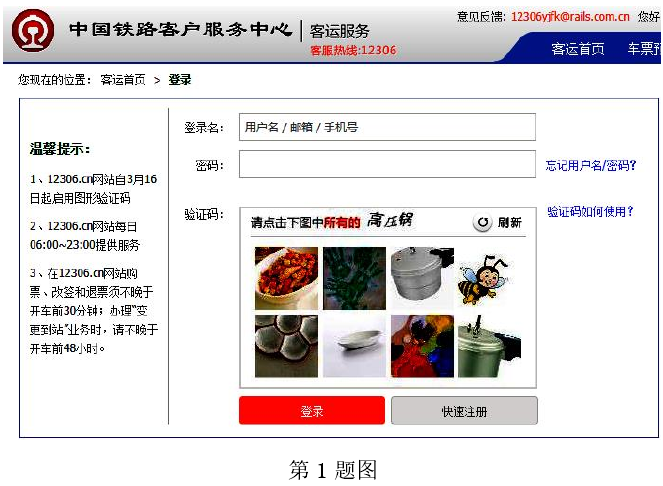 中国铁路客户服务中心 客运服务
客服热线:12306
意见反馈: 12306yjfk@rails.com.cn 您好
客运首页 车票预
您现在的位置: 客运首页 > 登录
温馨提示:
1、12306.cn网站自3月16
日起启用图形验证码
2、12306.cn网站每日
06:00~23:00提供服务
3、在12306.cn网站购
票、改签和退票须不晚于
开车前30分钟;办理“变
更到站”业务时,请不晚于
开车前48小时。
登录名: 用户名 / 邮箱 / 手机号
密码: 忘记用户名/密码?
验证码: 验证码如何使用?
请点击下图中所有的 高压锅 刷新
登录 快速注册
第 1 题图